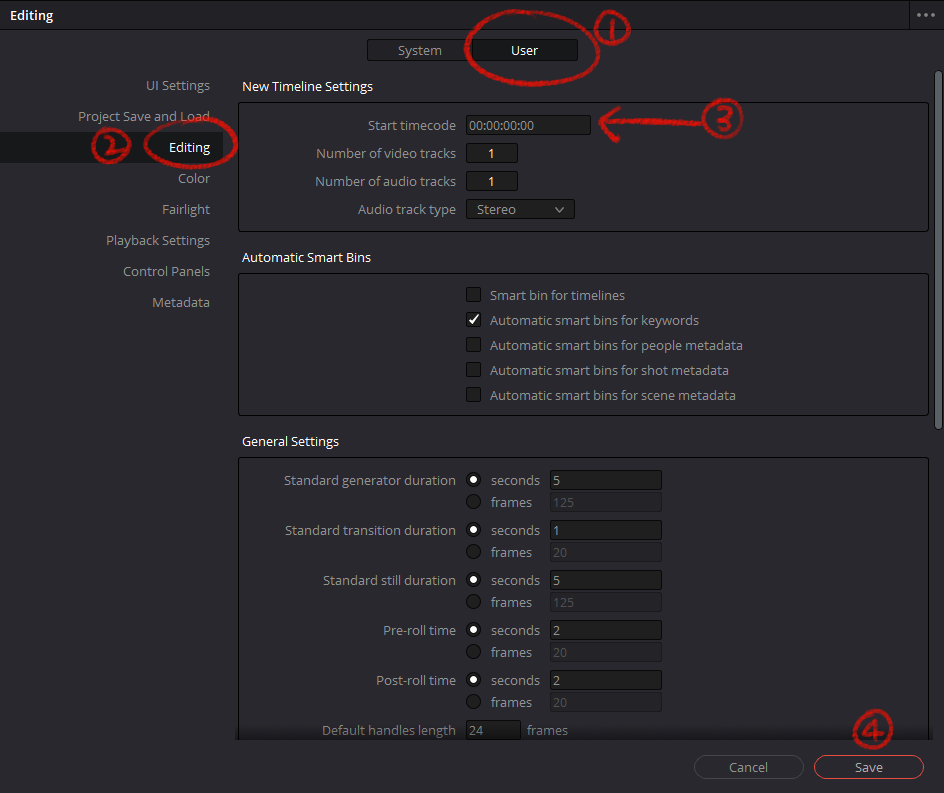 Editing
①
System User
UI Settings
New Timeline Settings
Project Save and Load
Start timecode 00:00:00:00
③
② Editing
Number of video tracks 1
Color
Number of audio tracks 1
Fairlight
Audio track type Stereo
Playback Settings
Control Panels
Automatic Smart Bins
Metadata
Smart bin for timelines
Automatic smart bins for keywords
Automatic smart bins for people metadata
Automatic smart bins for shot metadata
Automatic smart bins for scene metadata
General Settings
Standard generator duration seconds 5
frames 125
Standard transition duration seconds 1
frames 20
Standard still duration seconds 5
frames 125
Pre-roll time seconds 2
frames 20
Post-roll time seconds 2
frames 20
Default handles length 24 frames
④
Cancel Save